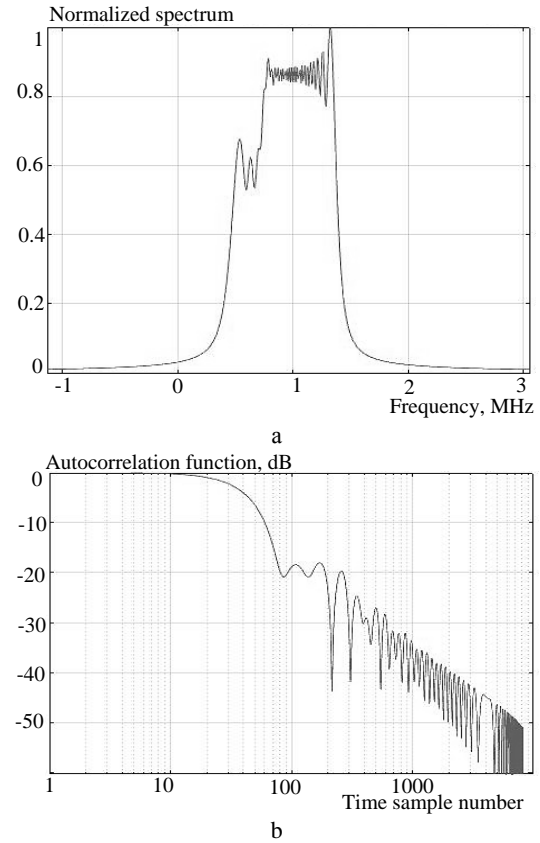 Normalized spectrum
1
0.8
0.6
0.4
0.2
0
-1 0 1 2 3
Frequency, MHz
a
Autocorrelation function, dB
0
-10
-20
-30
-40
-50
1 10 100 1000
Time sample number
b